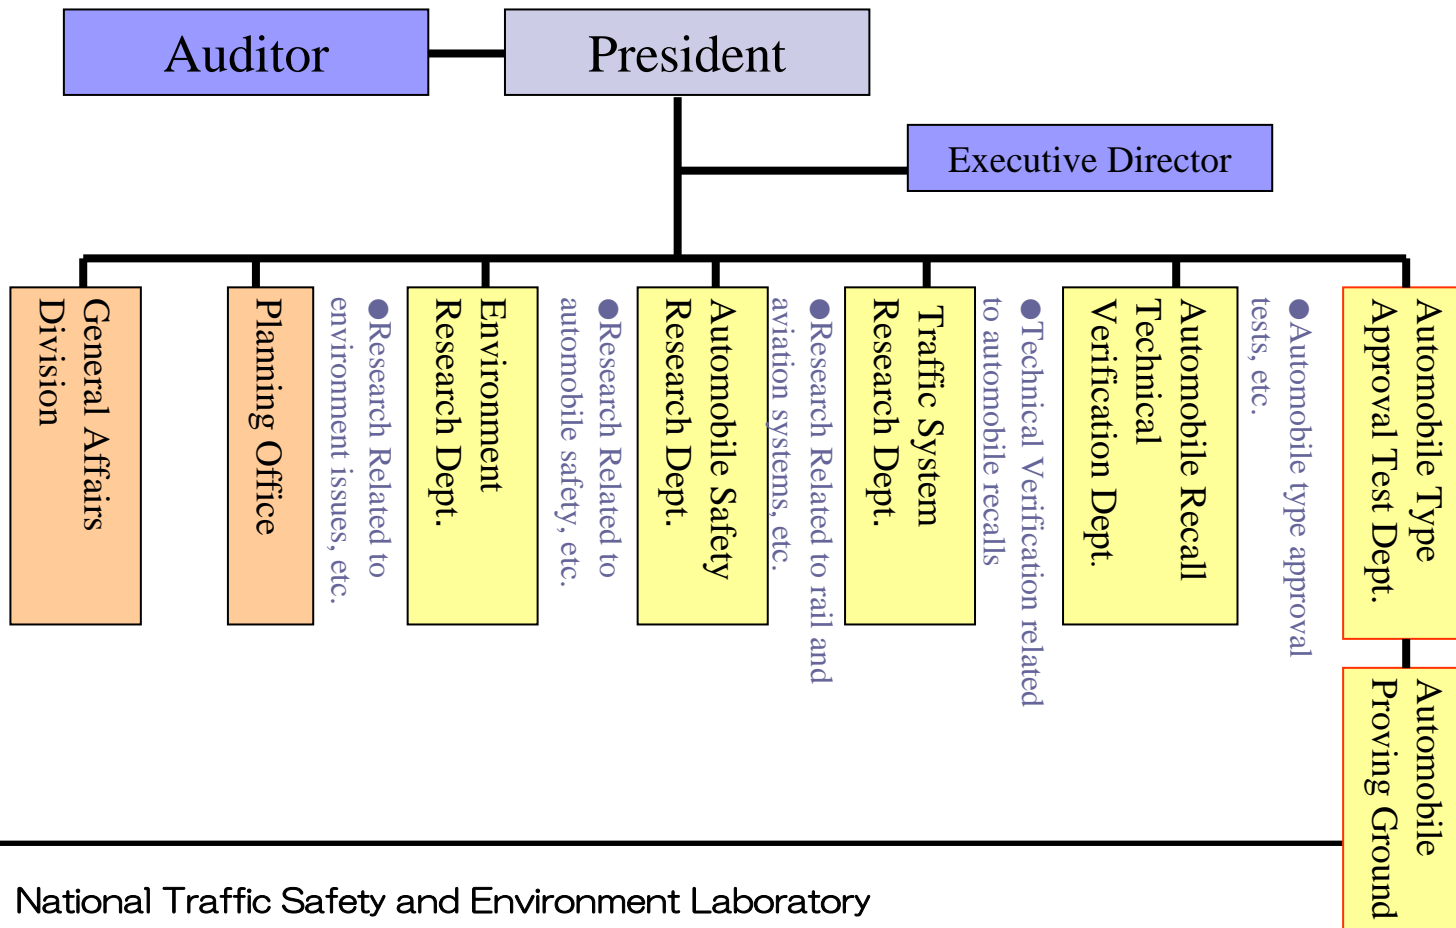 Auditor
President
Executive Director
General Affairs
Division
Planning Office
●Research Related to
environment issues, etc.
Environment
Research Dept.
●Research Related to
automobile safety, etc.
Automobile Safety
Research Dept.
●Research Related to rail and
aviation systems, etc.
Traffic System
Research Dept.
●Technical Verification related
to automobile recalls
Automobile Recall
Technical
Verification Dept.
●Automobile type approval
tests, etc.
Automobile Type
Approval Test Dept.
Automobile
Proving Ground
National Traffic Safety and Environment Laboratory